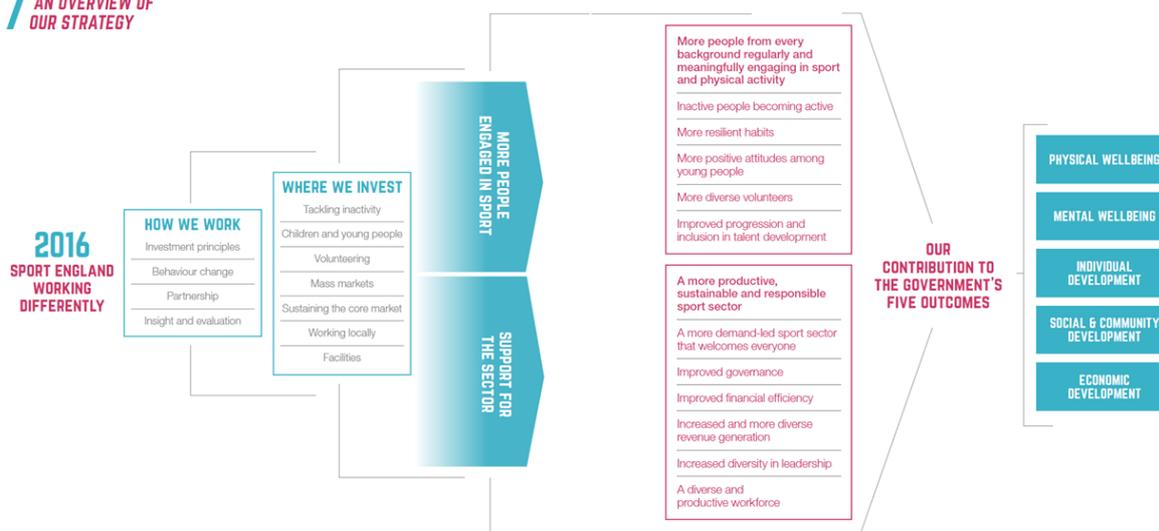 AN OVERVIEW OF
OUR STRATEGY
2016
SPORT ENGLAND
WORKING
DIFFERENTLY
HOW WE WORK
Investment principles
Behaviour change
Partnership
Insight and evaluation
WHERE WE INVEST
Tackling inactivity
Children and young people
Volunteering
Mass markets
Sustaining the core market
Working locally
Facilities
MORE PEOPLE
ENGAGED IN SPORT
SUPPORT FOR
THE SECTOR
More people from every
background regularly and
meaningfully engaging in sport
and physical activity
Inactive people becoming active
More resilient habits
More positive attitudes among
young people
More diverse volunteers
Improved progression and
inclusion in talent development
A more productive,
sustainable and responsible
sport sector
A more demand-led sport sector
that welcomes everyone
Improved governance
Improved financial efficiency
Increased and more diverse
revenue generation
Increased diversity in leadership
A diverse and
productive workforce
OUR
CONTRIBUTION TO
THE GOVERNMENT'S
FIVE OUTCOMES
PHYSICAL WELLBEING
MENTAL WELLBEING
INDIVIDUAL
DEVELOPMENT
SOCIAL & COMMUNITY
DEVELOPMENT
ECONOMIC
DEVELOPMENT